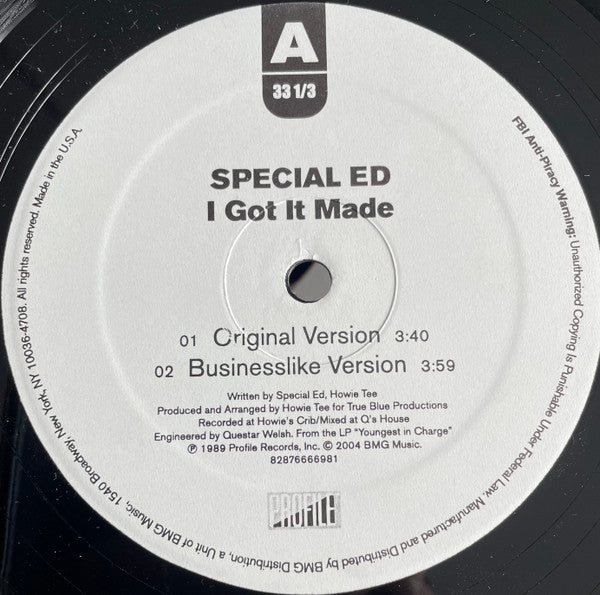 A
33 1/3
SPECIAL ED
I Got It Made
01 Original Version 3:40
02 Businesslike Version 3:59
Written by Special Ed, Howie Tee
Produced and Arranged by Howie Tee for True Blue Productions
Recorded at Howie's Crib/Mixed at Q's House
Engineered by Questar Welsh. From the LP "Youngest in Charge"
℗ 1989 Profile Records, Inc. © 2004 BMG Music.
82876666981
PROFILE
FBI Anti-Piracy Warning: Unauthorized Copying Is Punishable Under Federal Law. Manufactured and Distributed by BMG Distribution, a Unit of BMG Music, 1540 Broadway, New York, NY 10036-4708. All rights reserved. Made in the U.S.A.